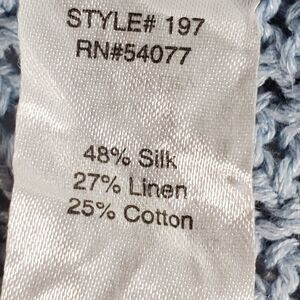 STYLE# 197
RN#54077
48% Silk
27% Linen
25% Cotton